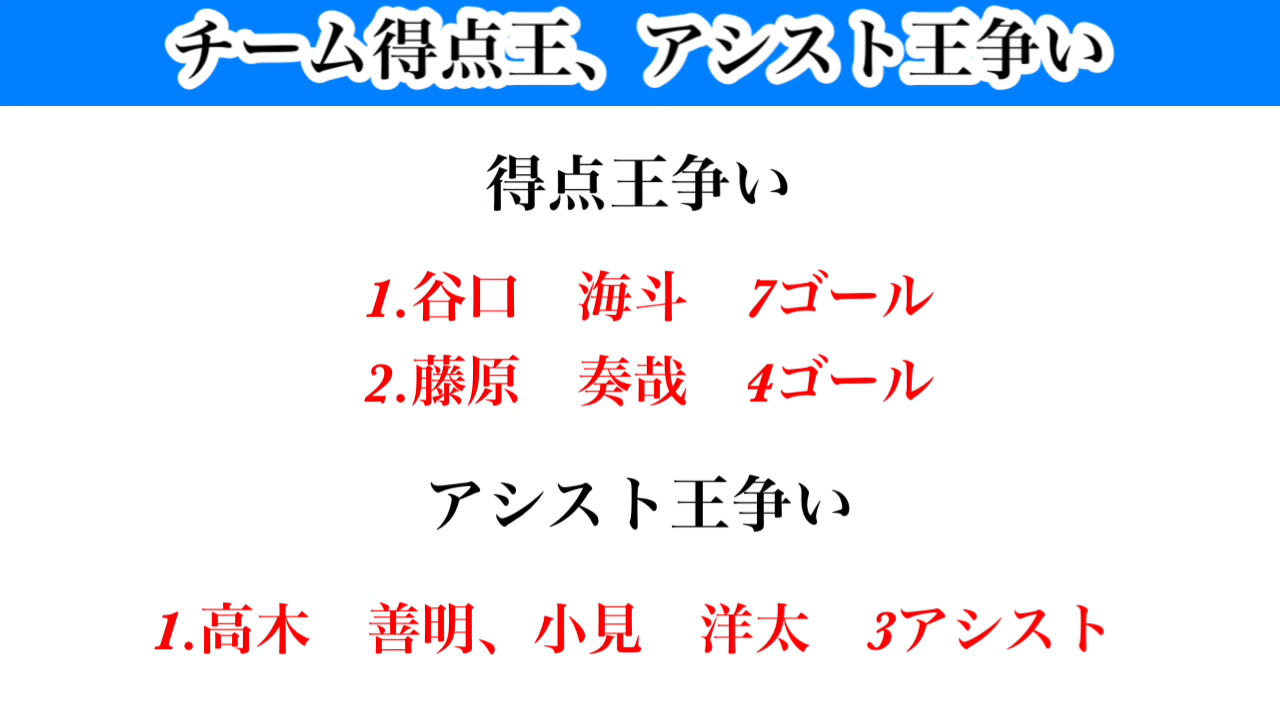 チーム得点王、アシスト王争い
得点王争い
1.谷口　海斗　7ゴール
2.藤原　奏哉　4ゴール
アシスト王争い
1.高木　善明、小見　洋太　3アシスト